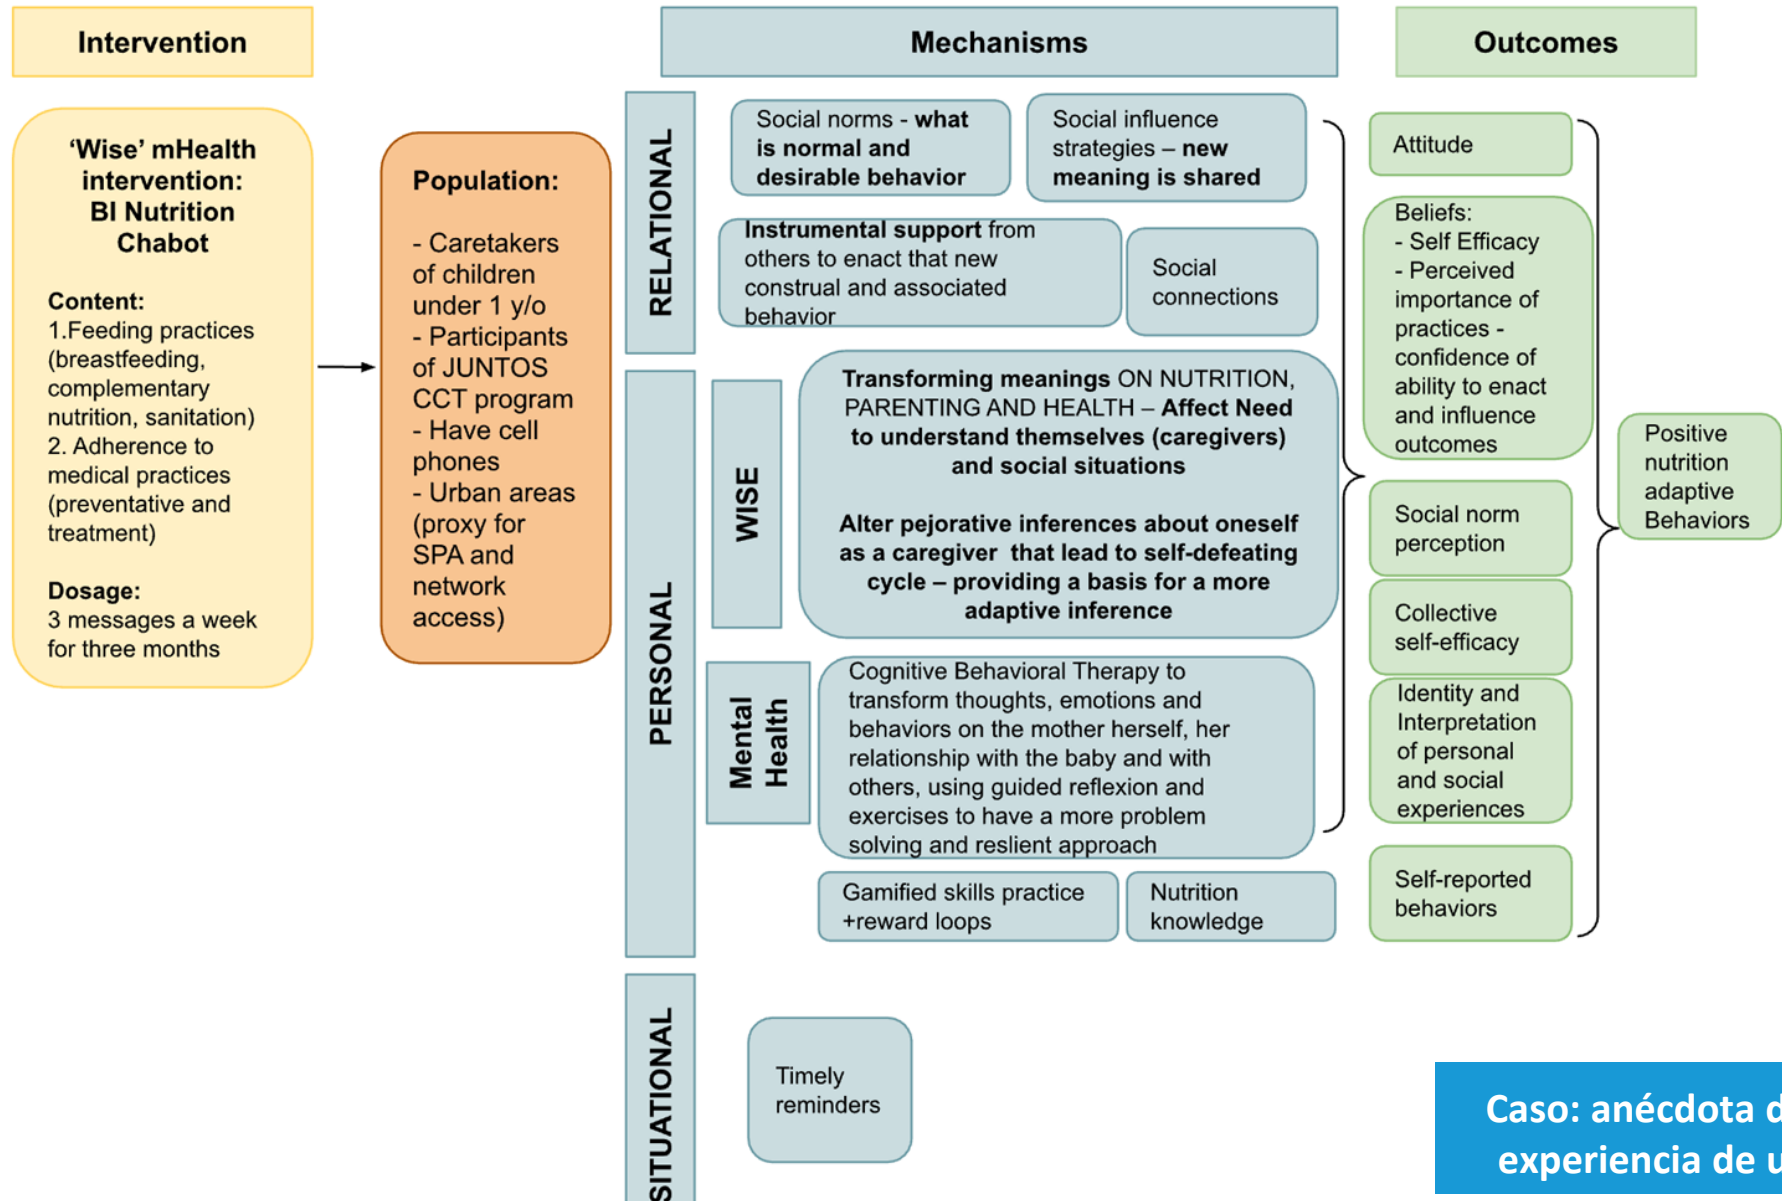 Intervention
Mechanisms
Outcomes
‘Wise’ mHealth
intervention:
BI Nutrition
Chabot
Content:
1.Feeding practices
(breastfeeding,
complementary
nutrition, sanitation)
2. Adherence to
medical practices
(preventative and
treatment)
Dosage:
3 messages a week
for three months
Population:
- Caretakers
of children
under 1 y/o
- Participants
of JUNTOS
CCT program
- Have cell
phones
- Urban areas
(proxy for
SPA and
network
access)
RELATIONAL
Social norms - what
is normal and
desirable behavior
Social influence
strategies – new
meaning is shared
Instrumental support from
others to enact that new
construal and associated
behavior
Social
connections
PERSONAL
WISE
Transforming meanings ON NUTRITION,
PARENTING AND HEALTH – Affect Need
to understand themselves (caregivers)
and social situations
Alter pejorative inferences about oneself
as a caregiver that lead to self-defeating
cycle – providing a basis for a more
adaptive inference
Mental
Health
Cognitive Behavioral Therapy to
transform thoughts, emotions and
behaviors on the mother herself, her
relationship with the baby and with
others, using guided reflexion and
exercises to have a more problem
solving and reslient approach
Gamified skills practice
+reward loops
Nutrition
knowledge
SITUATIONAL
Timely
reminders
Attitude
Beliefs:
- Self Efficacy
- Perceived
importance of
practices -
confidence of
ability to enact
and influence
outcomes
Social norm
perception
Collective
self-efficacy
Identity and
Interpretation
of personal
and social
experiences
Self-reported
behaviors
Positive
nutrition
adaptive
Behaviors
Caso: anécdota
experiencia de